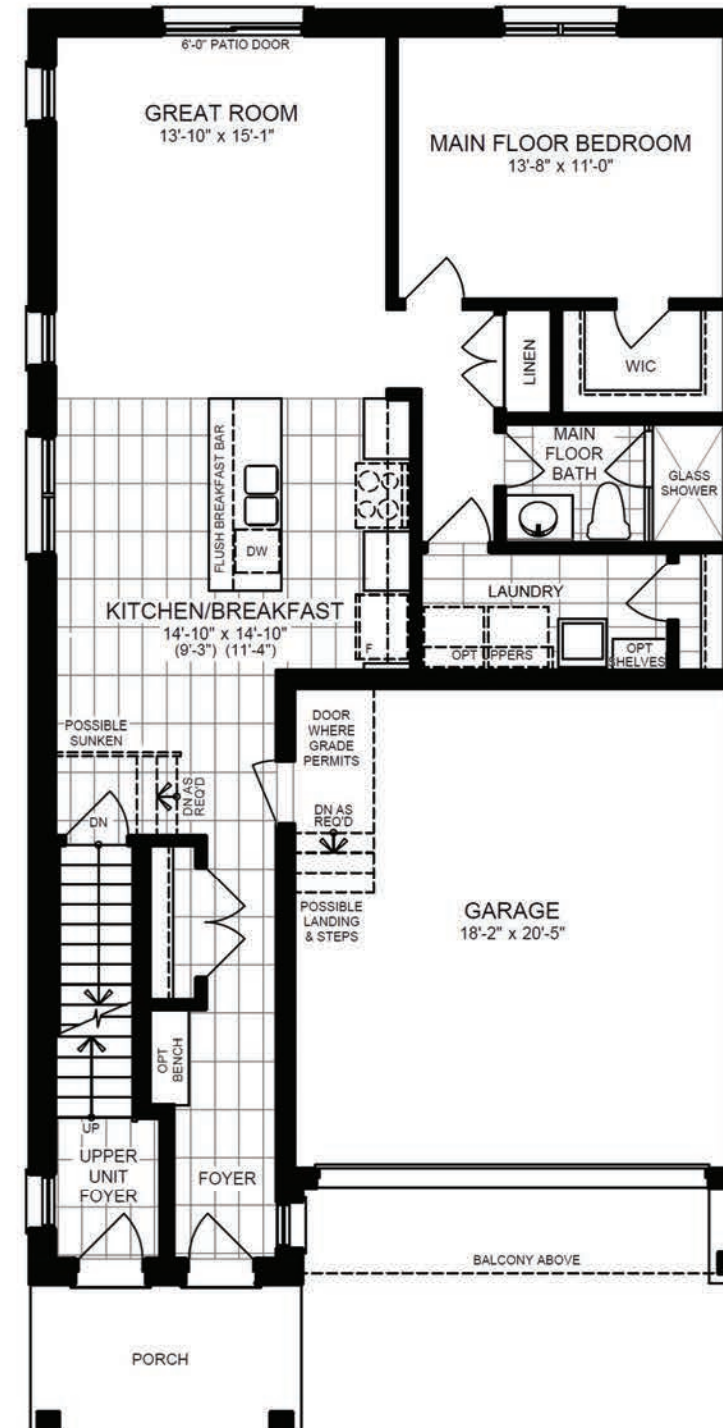 6'-0" PATIO DOOR
GREAT ROOM
13'-10" x 15'-1"
MAIN FLOOR BEDROOM
13'-8" x 11'-0"
LINEN
WIC
MAIN
FLOOR
BATH
GLASS
SHOWER
FLUSH BREAKFAST BAR
DW
KITCHEN/BREAKFAST
14'-10" x 14'-10"
(9'-3") (11'-4")
F
LAUNDRY
OPT UPPERS
OPT
SHELVES
POSSIBLE
SUNKEN
DN AS
REQ'D
DN
DOOR
WHERE
GRADE
PERMITS
DN AS
REQ'D
POSSIBLE
LANDING
& STEPS
GARAGE
18'-2" x 20'-5"
OPT
BENCH
UP
UPPER
UNIT
FOYER
FOYER
BALCONY ABOVE
PORCH